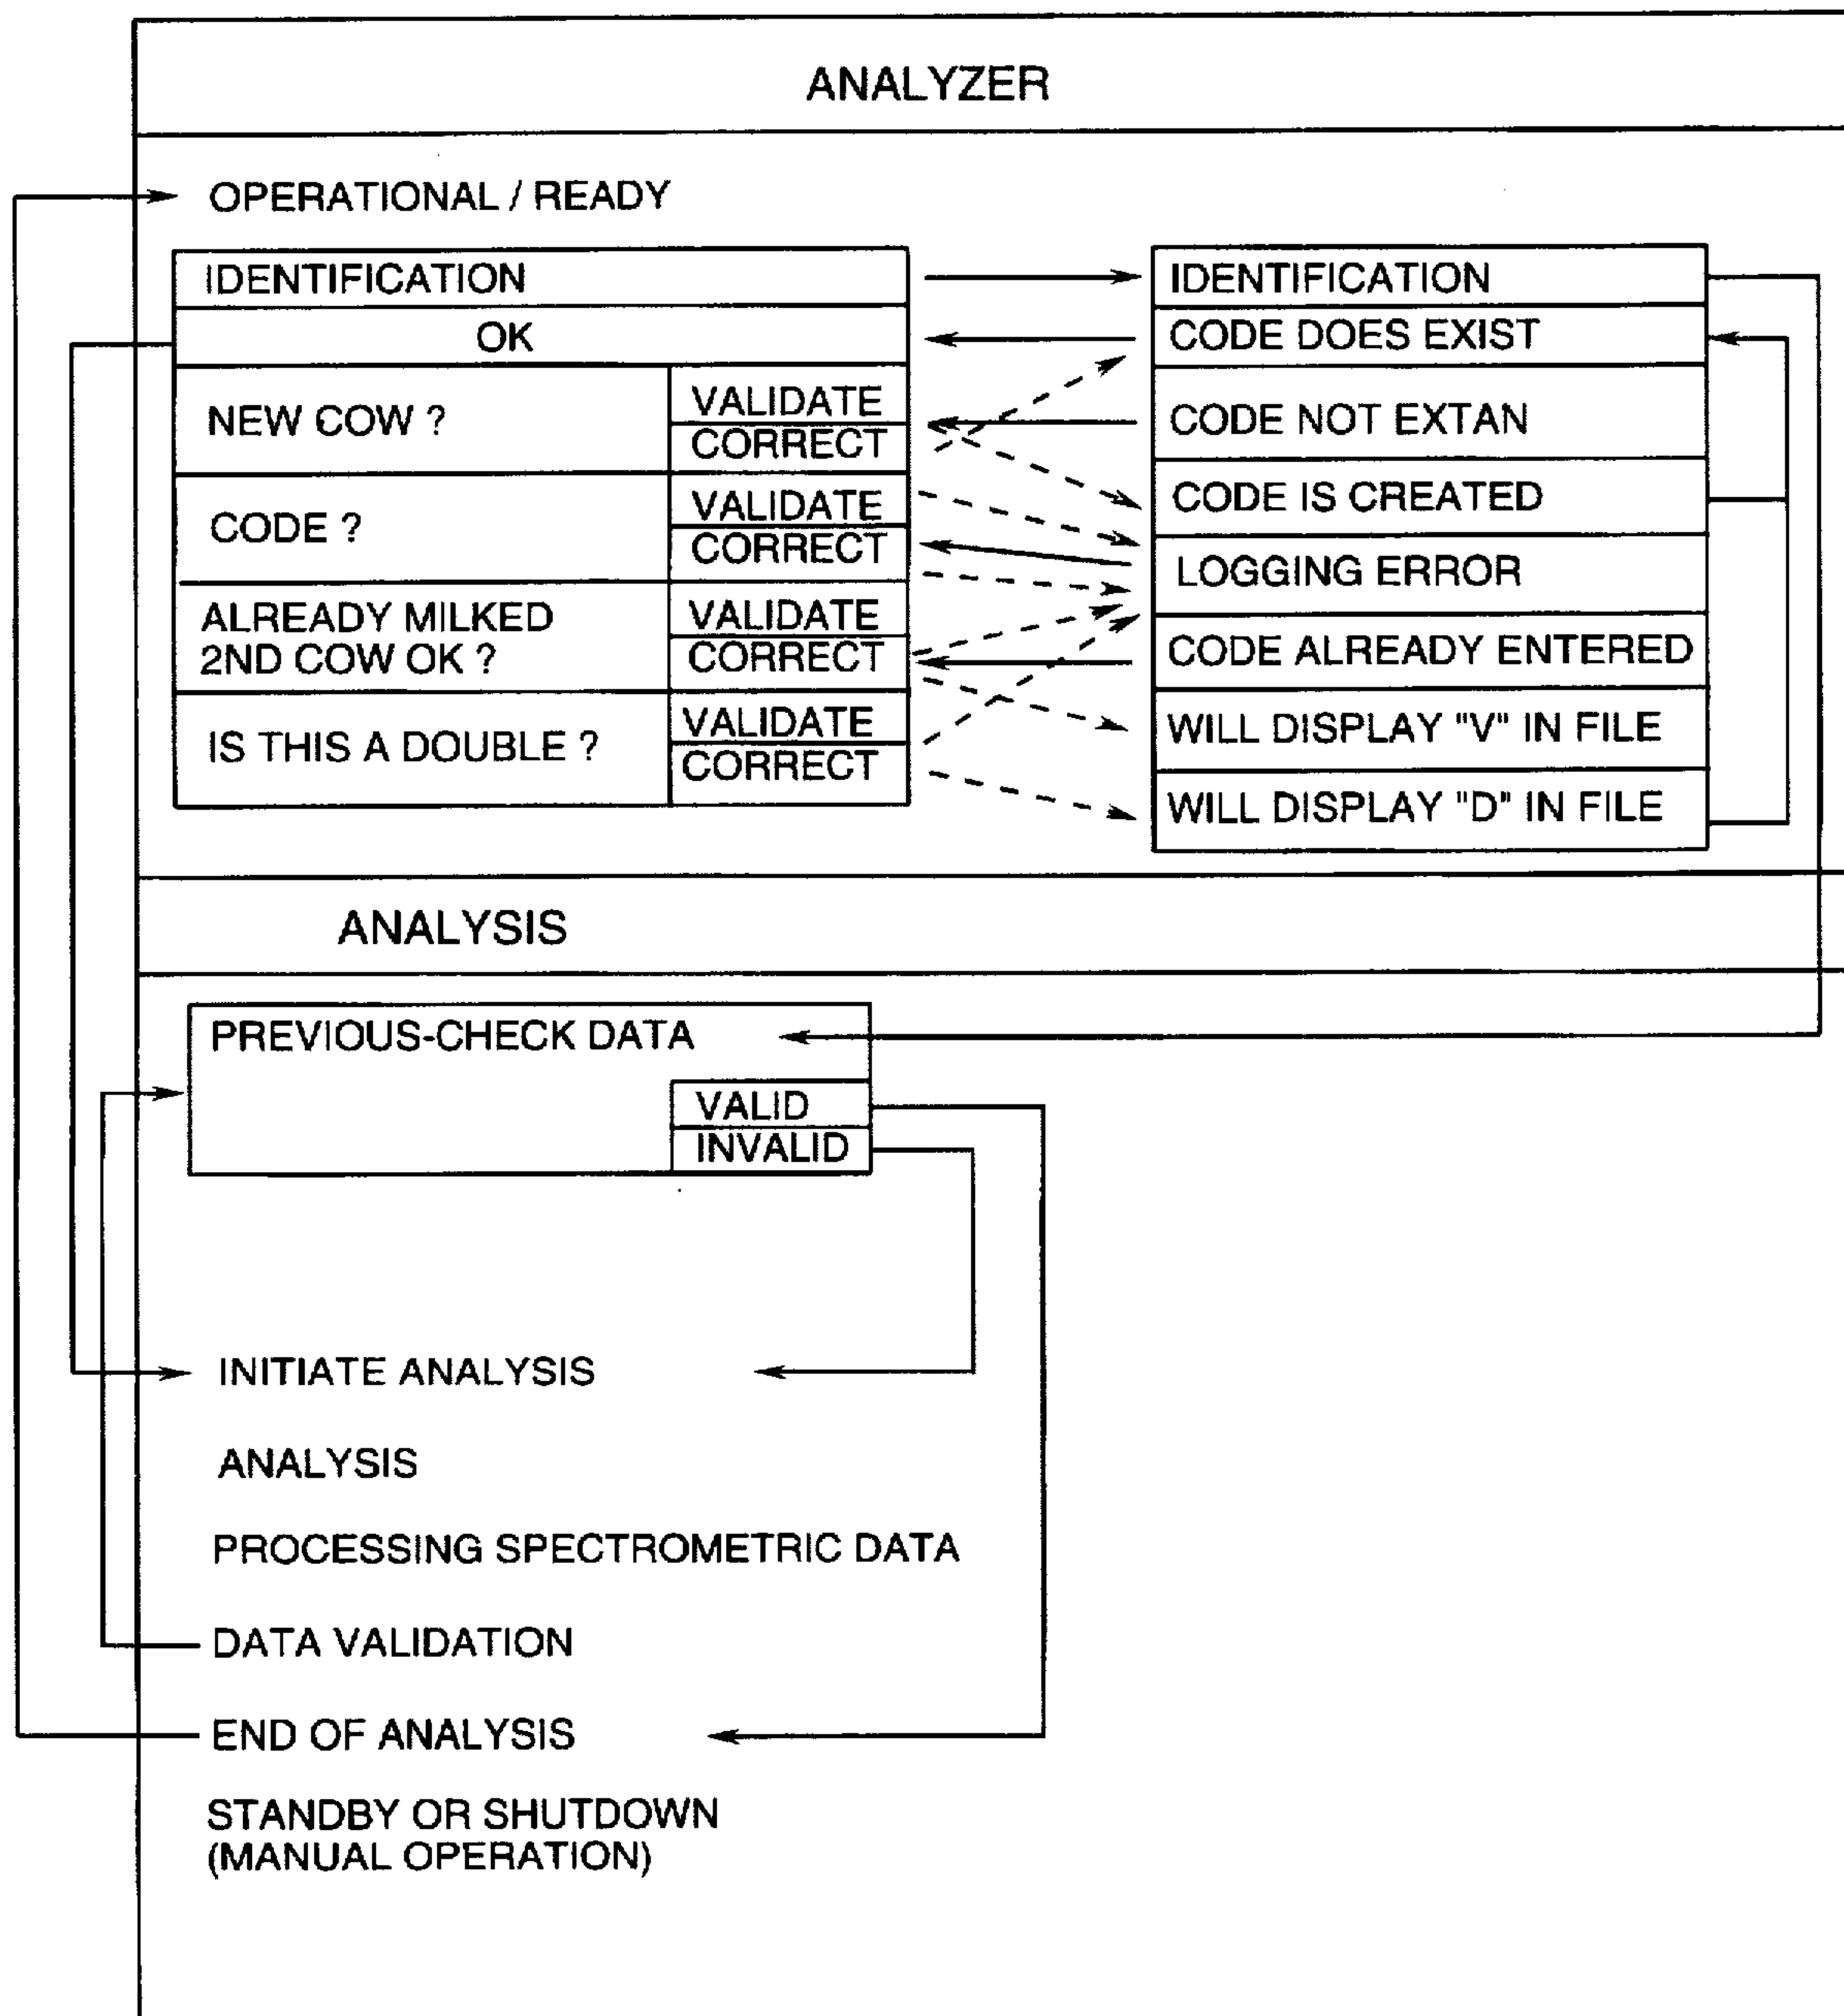 ANALYZER
OPERATIONAL / READY
IDENTIFICATION
OK
NEW COW ?
VALIDATE
CORRECT
CODE ?
VALIDATE
CORRECT
ALREADY MILKED
2ND COW OK ?
VALIDATE
CORRECT
IS THIS A DOUBLE ?
VALIDATE
CORRECT
IDENTIFICATION
CODE DOES EXIST
CODE NOT EXTAN
CODE IS CREATED
LOGGING ERROR
CODE ALREADY ENTERED
WILL DISPLAY "V" IN FILE
WILL DISPLAY "D" IN FILE
ANALYSIS
PREVIOUS-CHECK DATA
VALID
INVALID
INITIATE ANALYSIS
ANALYSIS
PROCESSING SPECTROMETRIC DATA
DATA VALIDATION
END OF ANALYSIS
STANDBY OR SHUTDOWN
(MANUAL OPERATION)